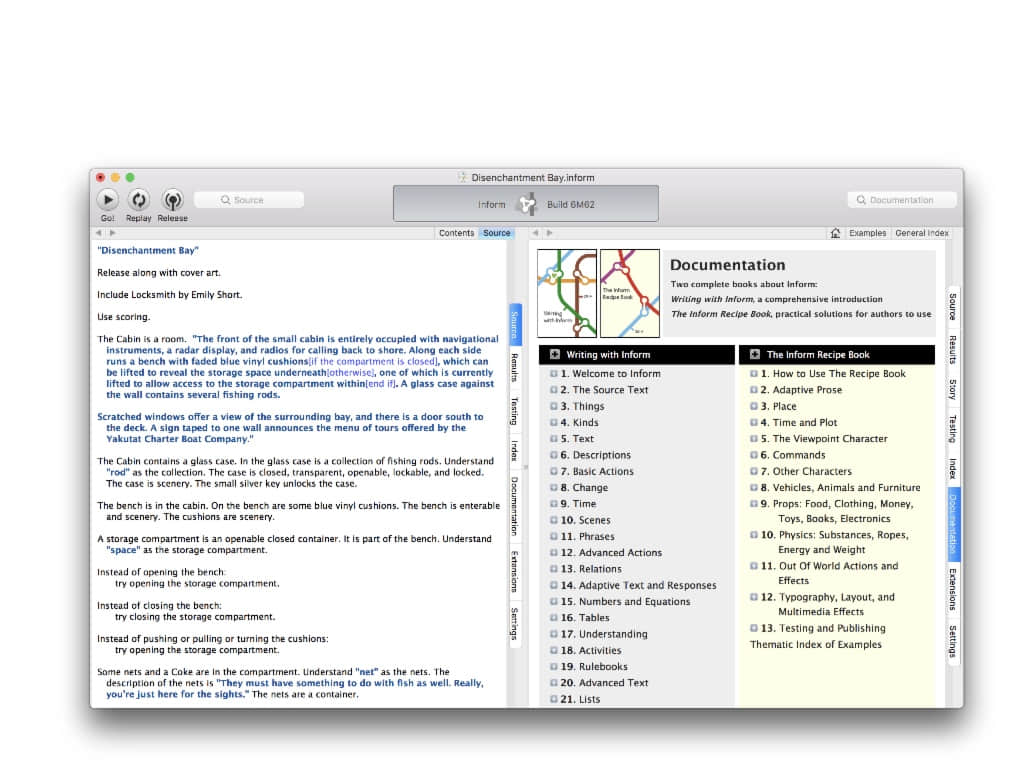 Disenchantment Bay.inform
Source
Inform
Build 6M62
Documentation
Go!
Replay
Release
Contents
Source
Examples
General Index
"Disenchantment Bay"
Release along with cover art.
Include Locksmith by Emily Short.
Use scoring.
The Cabin is a room. "The front of the small cabin is entirely occupied with navigational
instruments, a radar display, and radios for calling back to shore. Along each side
runs a bench with faded blue vinyl cushions[if the compartment is closed], which can
be lifted to reveal the storage space underneath[otherwise], one of which is currently
lifted to allow access to the storage compartment within[end if]. A glass case against
the wall contains several fishing rods.
Scratched windows offer a view of the surrounding bay, and there is a door south to
the deck. A sign taped to one wall announces the menu of tours offered by the
Yakutat Charter Boat Company."
The Cabin contains a glass case. In the glass case is a collection of fishing rods. Understand
"rod" as the collection. The case is closed, transparent, openable, lockable, and locked.
The case is scenery. The small silver key unlocks the case.
The bench is in the cabin. On the bench are some blue vinyl cushions. The bench is enterable
and scenery. The cushions are scenery.
A storage compartment is an openable closed container. It is part of the bench. Understand
"space" as the storage compartment.
Instead of opening the bench:
try opening the storage compartment.
Instead of closing the bench:
try closing the storage compartment.
Instead of pushing or pulling or turning the cushions:
try opening the storage compartment.
Some nets and a Coke are in the compartment. Understand "net" as the nets. The
description of the nets is "They must have something to do with fish as well. Really,
you're just here for the sights." The nets are a container.
Source
Results
Testing
Index
Documentation
Extensions
Settings
Writing
with Inform
The Inform
Recipe Book
Documentation
Two complete books about Inform:
Writing with Inform, a comprehensive introduction
The Inform Recipe Book, practical solutions for authors to use
Writing with Inform
1. Welcome to Inform
2. The Source Text
3. Things
4. Kinds
5. Text
6. Descriptions
7. Basic Actions
8. Change
9. Time
10. Scenes
11. Phrases
12. Advanced Actions
13. Relations
14. Adaptive Text and Responses
15. Numbers and Equations
16. Tables
17. Understanding
18. Activities
19. Rulebooks
20. Advanced Text
21. Lists
The Inform Recipe Book
1. How to Use The Recipe Book
2. Adaptive Prose
3. Place
4. Time and Plot
5. The Viewpoint Character
6. Commands
7. Other Characters
8. Vehicles, Animals and Furniture
9. Props: Food, Clothing, Money,
Toys, Books, Electronics
10. Physics: Substances, Ropes,
Energy and Weight
11. Out Of World Actions and
Effects
12. Typography, Layout, and
Multimedia Effects
13. Testing and Publishing
Thematic Index of Examples
Source
Results
Story
Testing
Index
Documentation
Extensions
Settings